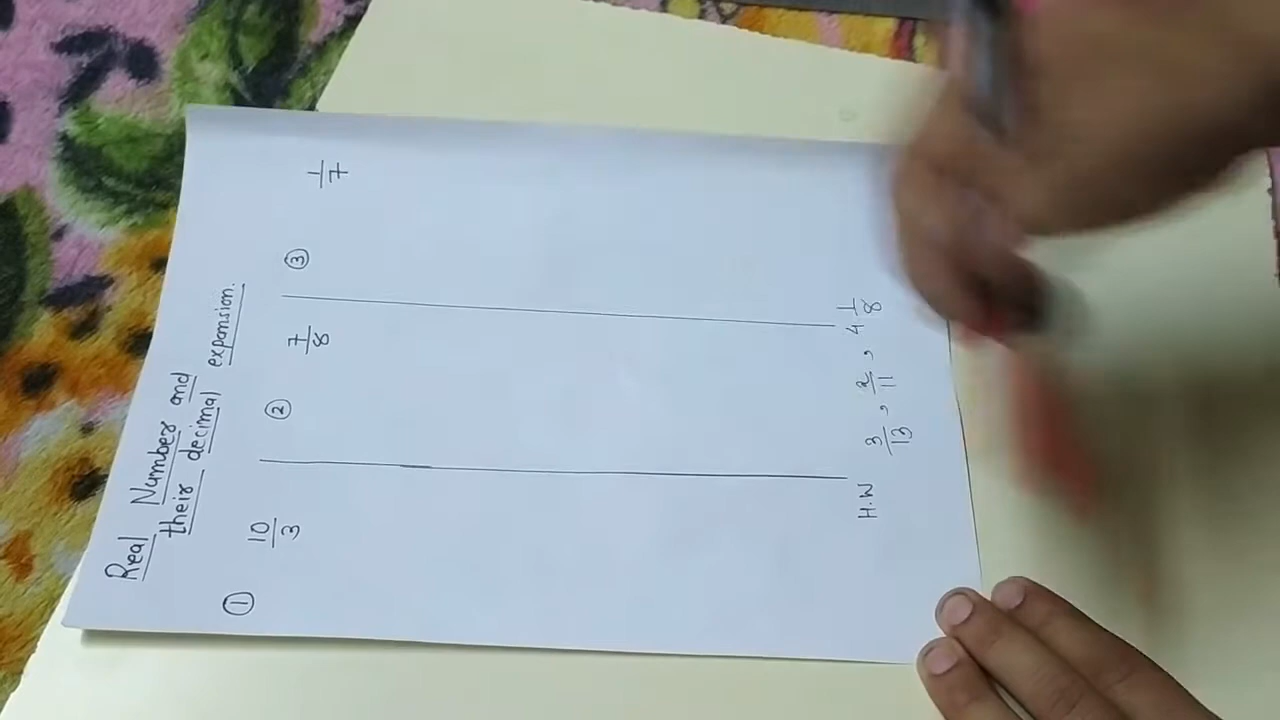 Real Number and
their decimal expansion.
① 10/3 ② 7/8 ③ 1/7
H.W 3/13, 2/11, 4 1/8